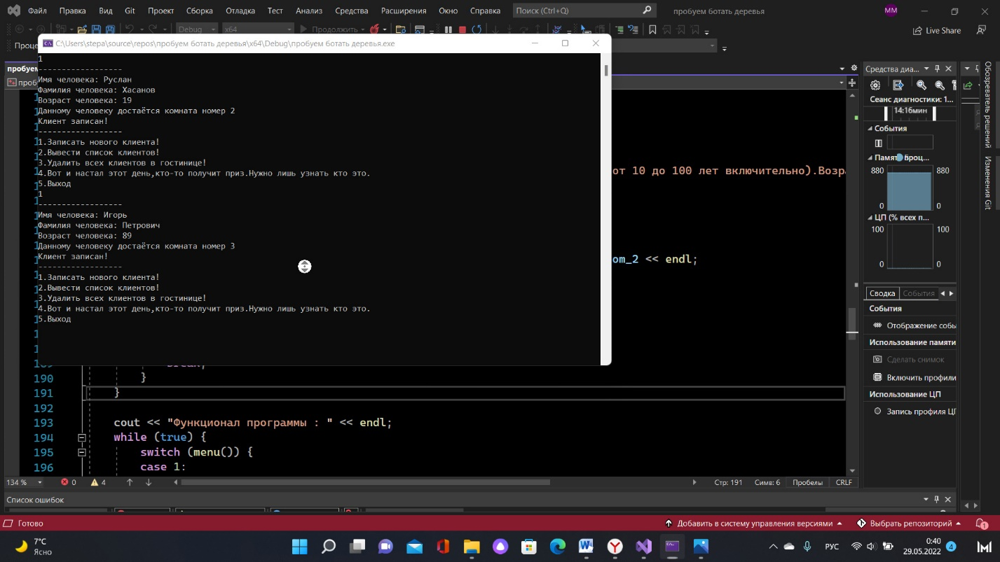 Файл Правка Вид Git Проект Сборка Отладка Тест Анализ Средства Расширения Окно Справка Поиск (Ctrl+Q) пробуем ботать деревья MM
Debug x64 Продолжить Live Share
Проце
C:\Users\stepa\source\repos\пробуем ботать деревья\x64\Debug\пробуем ботать деревья.exe
1
------------------
Имя человека: Руслан
Фамилия человека: Хасанов
Возраст человека: 19
Данному человеку достаётся комната номер 2
Клиент записан!
------------------
1.Записать нового клиента!
2.Вывести список клиентов!
3.Удалить всех клиентов в гостинице!
4.Вот и настал этот день,кто-то получит приз.Нужно лишь узнать кто это.
5.Выход
1
------------------
Имя человека: Игорь
Фамилия человека: Петрович
Возраст человека: 89
Данному человеку достаётся комната номер 3
Клиент записан!
------------------
1.Записать нового клиента!
2.Вывести список клиентов!
3.Удалить всех клиентов в гостинице!
4.Вот и настал этот день,кто-то получит приз.Нужно лишь узнать кто это.
5.Выход
пробуем
проб
от 10 до 100 лет включительно).Возра
om_2 << endl;
190 }
191 }
192
193 cout << "Функционал программы : " << endl;
194 while (true) {
195 switch (menu()) {
196 case 1:
134 % 0 4 Стр: 191 Симв: 6 Пробелы CRLF
Список ошибок
Средства диа...
Сеанс диагностики: 1...
14:16мин
События
880 880
0 0
ЦП (% всех п...
100 100
0 0
Сводка События
События
Отображение собы
Использование памяти
Сделать снимок
Включить профили
Использование ЦП
Запись профиля ЦП
Обозреватель решений
Изменения Git
Готово Добавить в систему управления версиями Выбрать репозиторий 1
7°C
Ясно
РУС
0:40
29.05.2022
4